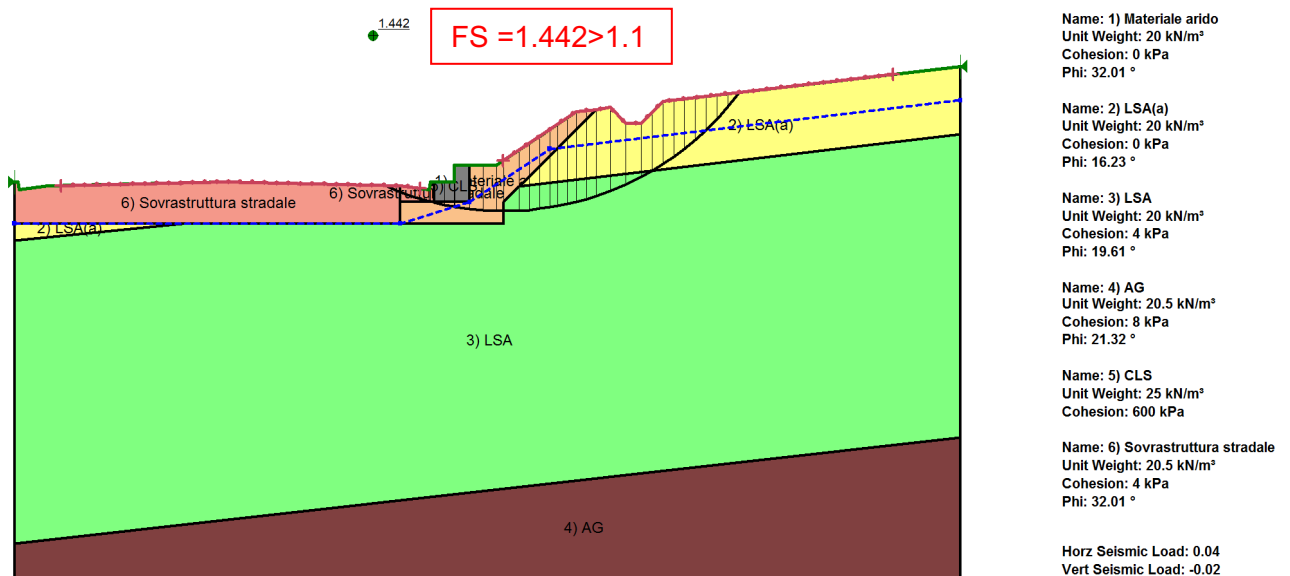 1.442
FS =1.442>1.1
2) LSA(a)
1) Materiale a
5) CLS
6) Sovrastruttura stradale
6) Sovrastruttura stradale
2) LSA(a)
3) LSA
4) AG
Name: 1) Materiale arido
Unit Weight: 20 kN/m³
Cohesion: 0 kPa
Phi: 32.01 °
Name: 2) LSA(a)
Unit Weight: 20 kN/m³
Cohesion: 0 kPa
Phi: 16.23 °
Name: 3) LSA
Unit Weight: 20 kN/m³
Cohesion: 4 kPa
Phi: 19.61 °
Name: 4) AG
Unit Weight: 20.5 kN/m³
Cohesion: 8 kPa
Phi: 21.32 °
Name: 5) CLS
Unit Weight: 25 kN/m³
Cohesion: 600 kPa
Name: 6) Sovrastruttura stradale
Unit Weight: 20.5 kN/m³
Cohesion: 4 kPa
Phi: 32.01 °
Horz Seismic Load: 0.04
Vert Seismic Load: -0.02